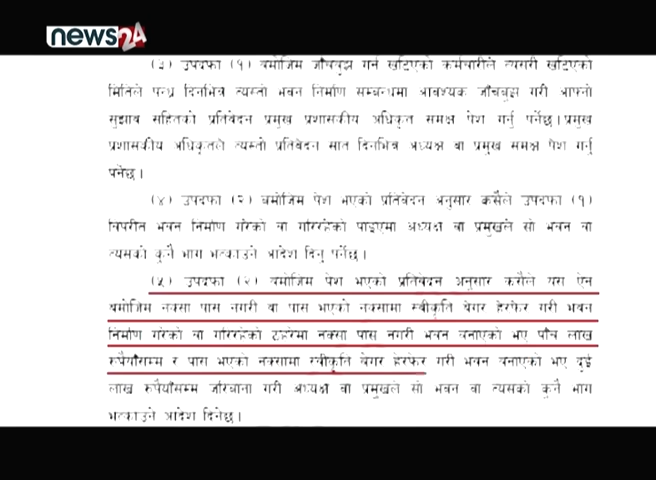 news24
(३) उपदफा (१) बमोजिम जाँचबुझ गर्न खटिएको कर्मचारीले त्यसरी खटिएको
मितिले पन्ध्र दिनभित्र त्यस्तो भवन निर्माण सम्बन्धमा आवश्यक जाँचबुझ गरी आफ्नो
सुझाव सहितको प्रतिवेदन प्रमुख प्रशासकीय अधिकृत समक्ष पेश गर्नु पर्नेछ। प्रमुख
प्रशासकीय अधिकृतले त्यस्तो प्रतिवेदन सात दिनभित्र अध्यक्ष वा प्रमुख समक्ष पेश गर्नु
पर्नेछ।
(४) उपदफा (२) बमोजिम पेश भएको प्रतिवेदन अनुसार कसैले उपदफा (१)
विपरीत भवन निर्माण गरेको वा गरिरहेको पाइएमा अध्यक्ष वा प्रमुखले सो भवन वा
त्यसको कुनै भाग भत्काउने आदेश दिनु पर्नेछ।
(५) उपदफा (२) बमोजिम पेश भएको प्रतिवेदन अनुसार कसैले यस ऐन
बमोजिम नक्सा पास नगरी वा पास भएको नक्सामा स्वीकृति बेगर हेरफेर गरी भवन
निर्माण गरेको वा गरिरहेको ठहरेमा नक्सा पास नगरी भवन बनाएको भए पाँच लाख
रुपैयाँसम्म र पास भएको नक्सामा स्वीकृति बेगर हेरफेर गरी भवन बनाएको भए दुई
लाख रुपैयाँसम्म जरिबाना गरी अध्यक्ष वा प्रमुखले सो भवन वा त्यसको कुनै भाग
भत्काउने आदेश दिनेछ।